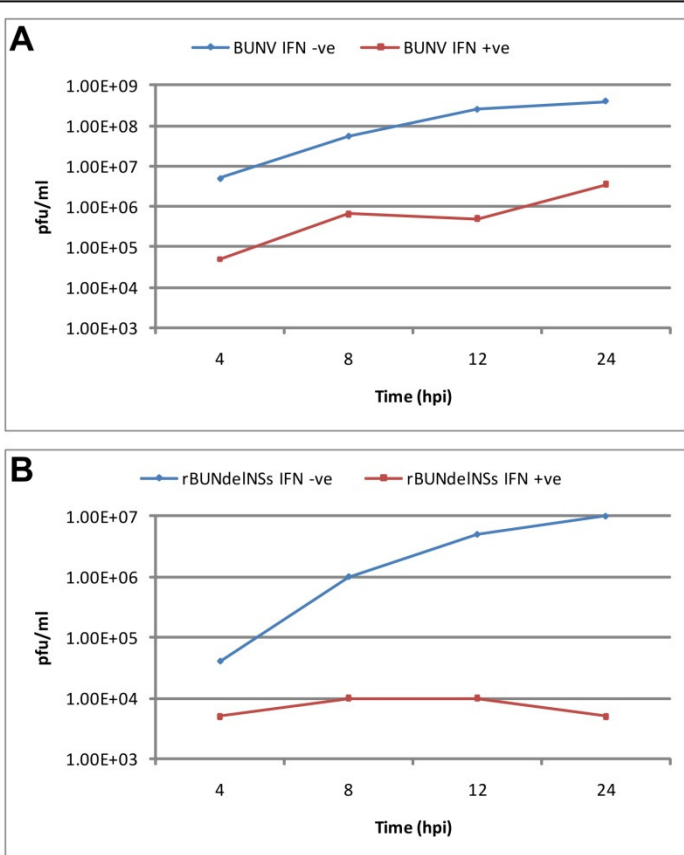 A
BUNV IFN -ve BUNV IFN +ve
1.00E+09
1.00E+08
1.00E+07
1.00E+06
1.00E+05
1.00E+04
1.00E+03
pfu/ml
4 8 12 24
Time (hpi)
B
rBUNdelNSs IFN -ve rBUNdelNSs IFN +ve
1.00E+07
1.00E+06
1.00E+05
1.00E+04
1.00E+03
pfu/ml
4 8 12 24
Time (hpi)